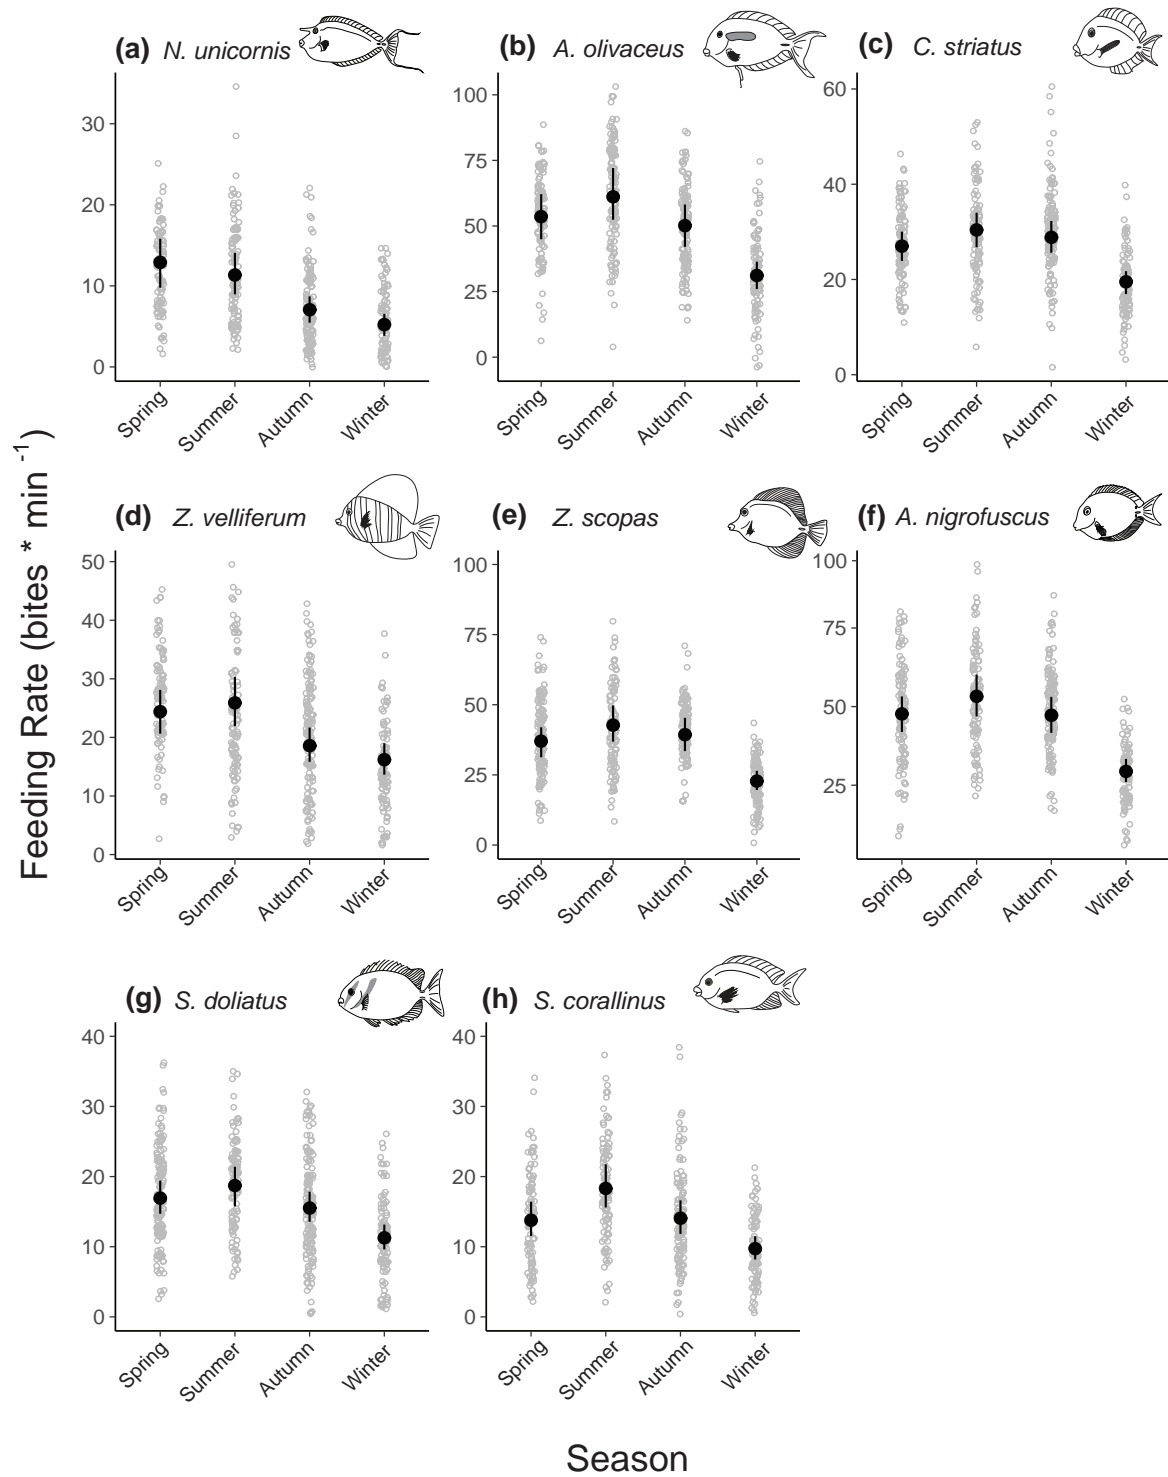 (a) N. unicornis
(b) A. olivaceus
(c) C. striatus
30
20
10
0
Spring
Summer
Autumn
Winter
100
75
50
25
0
Spring
Summer
Autumn
Winter
60
40
20
0
Spring
Summer
Autumn
Winter
Feeding Rate (bites * min -1)
(d) Z. velliferum
(e) Z. scopas
(f) A. nigrofuscus
50
40
30
20
10
0
Spring
Summer
Autumn
Winter
100
75
50
25
0
Spring
Summer
Autumn
Winter
100
75
50
25
Spring
Summer
Autumn
Winter
(g) S. doliatus
(h) S. corallinus
40
30
20
10
0
Spring
Summer
Autumn
Winter
40
30
20
10
0
Spring
Summer
Autumn
Winter
Season